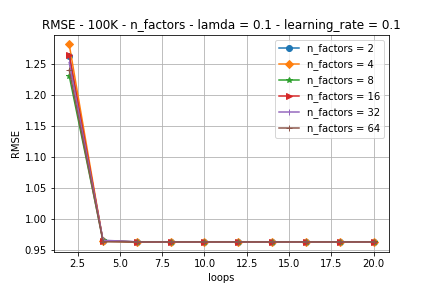 RMSE - 100K - n_factors - lamda = 0.1 - learning_rate = 0.1
n_factors = 2
n_factors = 4
n_factors = 8
n_factors = 16
n_factors = 32
n_factors = 64
RMSE
1.25
1.20
1.15
1.10
1.05
1.00
0.95
2.5 5.0 7.5 10.0 12.5 15.0 17.5 20.0
loops